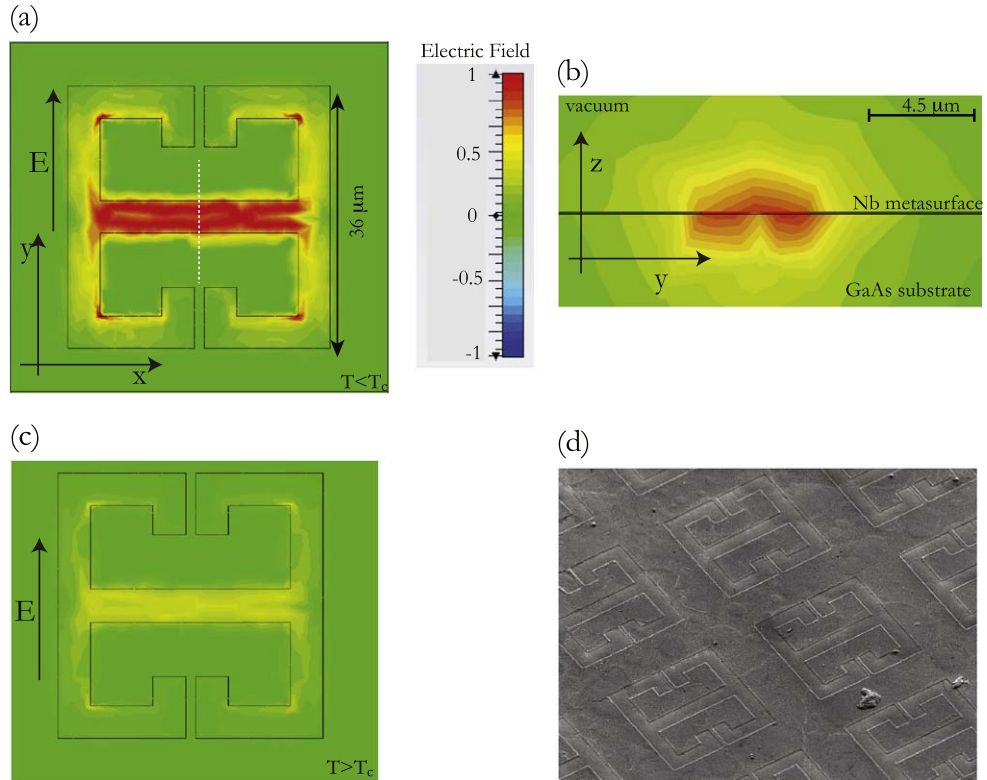 (a)
E
y
x
36 µm
T<Tc
Electric Field
1
0.5
0
-0.5
-1
(b)
vacuum
4.5 µm
z
Nb metasurface
y
GaAs substrate
(c)
E
T>Tc
(d)